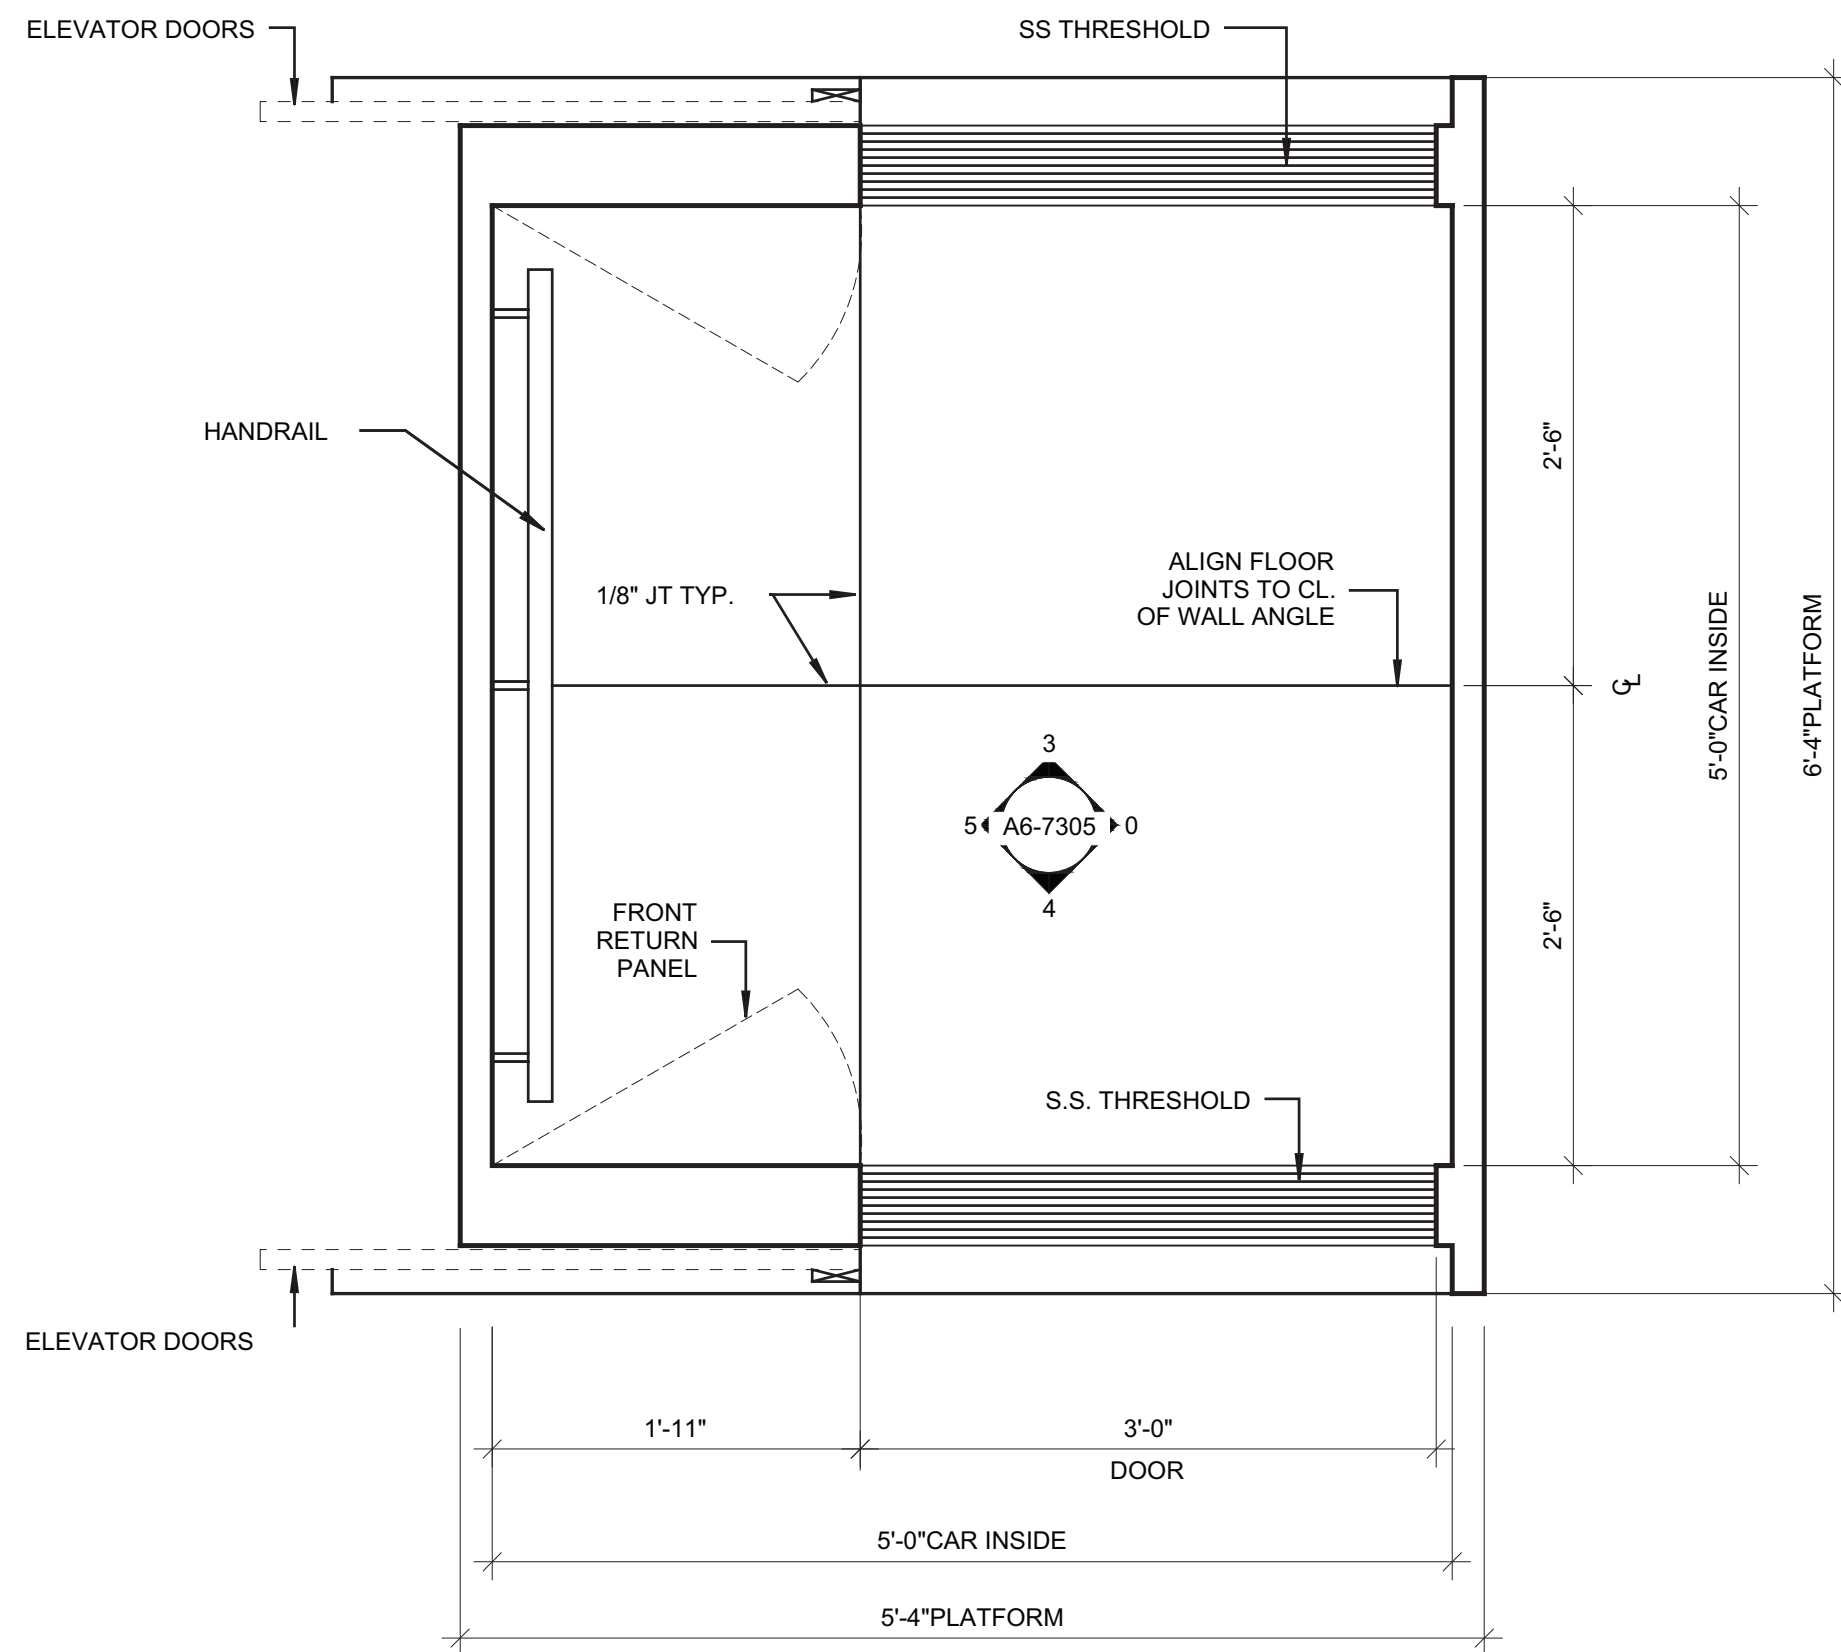 ELEVATOR DOORS
SS THRESHOLD
HANDRAIL
2'-6"
1/8" JT TYP.
ALIGN FLOOR
JOINTS TO CL.
OF WALL ANGLE
5'-0"CAR INSIDE
6'-4"PLATFORM
CL
3
5
A6-7305
0
4
FRONT
RETURN
PANEL
2'-6"
S.S. THRESHOLD
ELEVATOR DOORS
1'-11"
3'-0"
DOOR
5'-0"CAR INSIDE
5'-4"PLATFORM